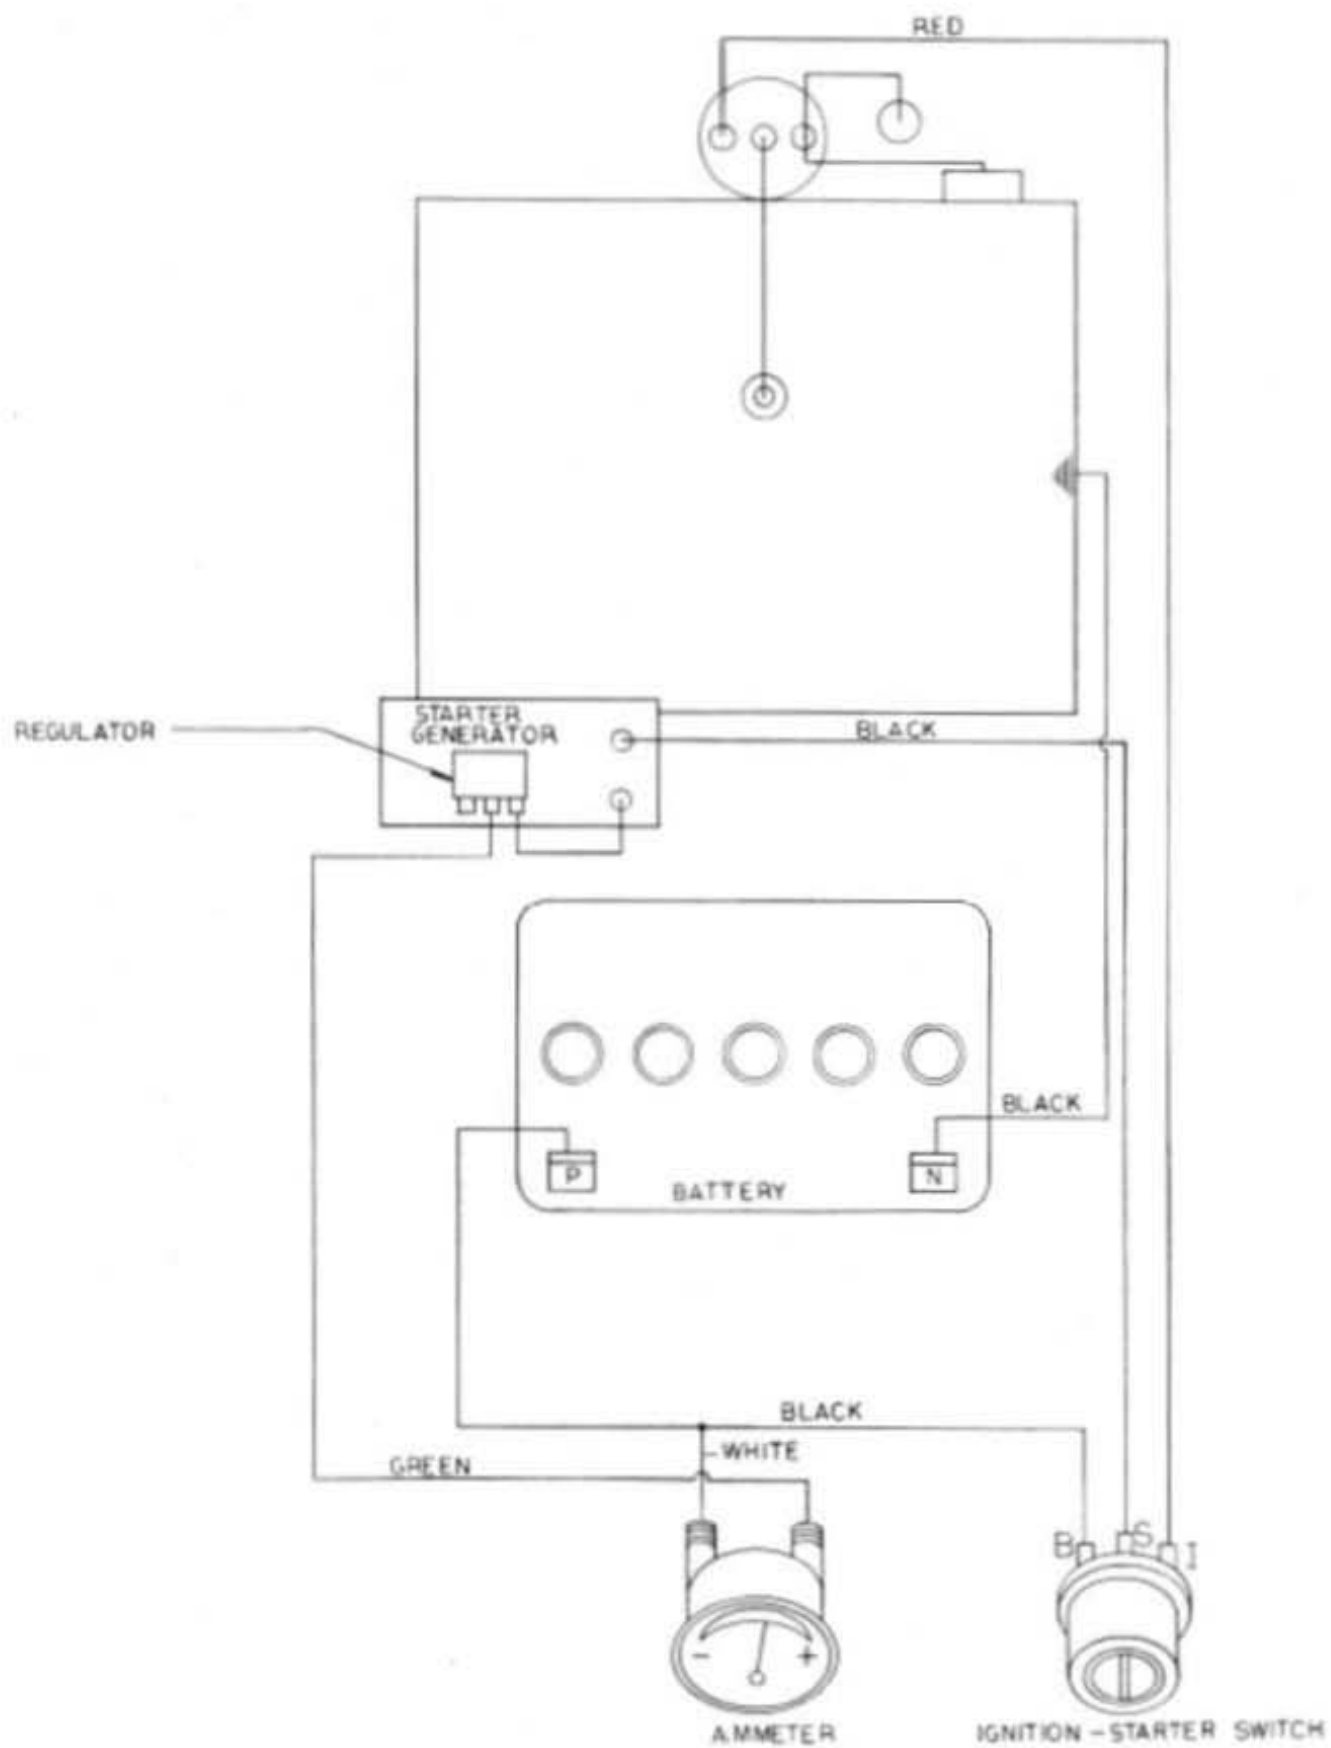 RED
STARTER
GENERATOR
REGULATOR
BLACK
BLACK
P
N
BATTERY
BLACK
WHITE
GREEN
B
S
I
-
+
AMMETER
IGNITION - STARTER SWITCH